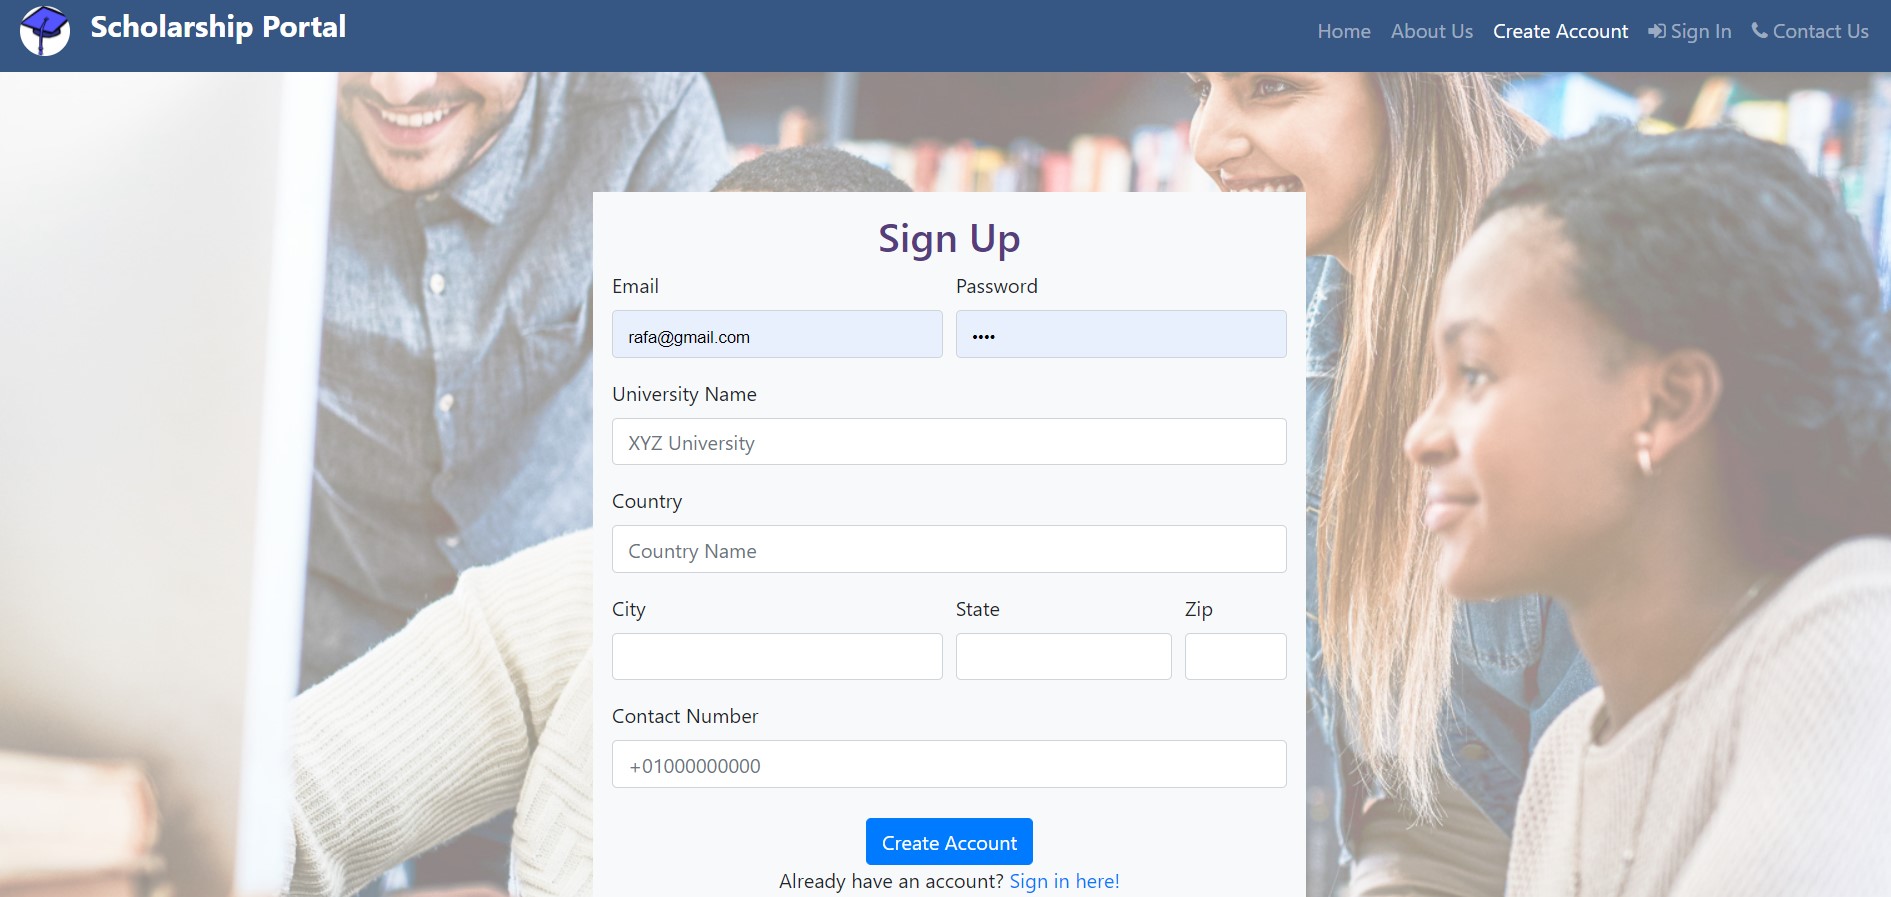 Scholarship Portal
Home About Us Create Account Sign In Contact Us
Sign Up
Email Password
rafa@gmail.com ••••
University Name
XYZ University
Country
Country Name
City State Zip
Contact Number
+01000000000
Create Account
Already have an account? Sign in here!